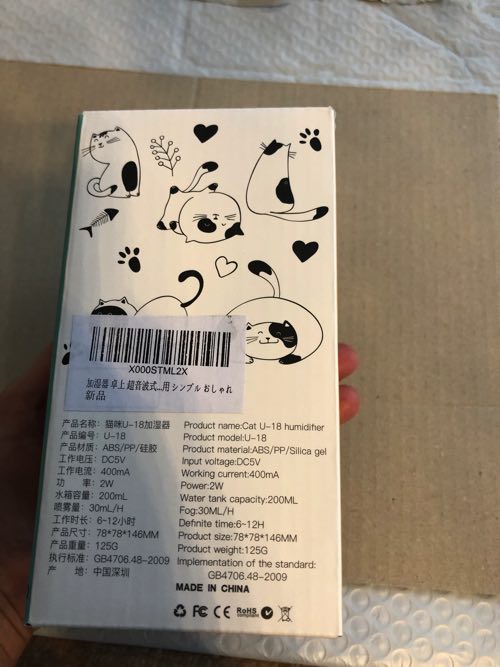 X000STML2X
加湿器 卓上 超音波式...用 シンプル おしゃれ
新品
产品名称：猫咪U-18加湿器
产品编号：U-18
产品材质：ABS/PP/硅胶
工作电压：DC5V
工作电流：400mA
功 率：2W
水箱容量：200mL
喷雾量：30mL/H
工作时长：6-12小时
产品尺寸：78*78*146MM
产品重量：125G
执行标准：GB4706.48-2009
产 地：中国深圳
Product name:Cat U-18 humidifier
Product model:U-18
Product material:ABS/PP/Silica gel
Input voltage:DC5V
Working current:400mA
Power:2W
Water tank capacity:200ML
Fog:30ML/H
Definite time:6-12H
Product size:78*78*146MM
Product weight:125G
Implementation of the standard:
GB4706.48-2009
MADE IN CHINA
FC CE RoHS
compliant